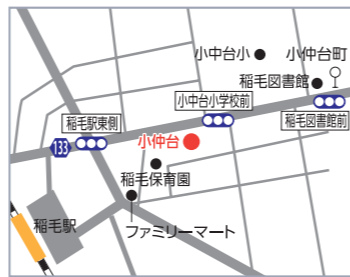 小中台小
小仲台町
稲毛図書館
小中台小学校前
稲毛図書館前
稲毛駅東側
133
小仲台
稲毛保育園
稲毛駅
ファミリーマート